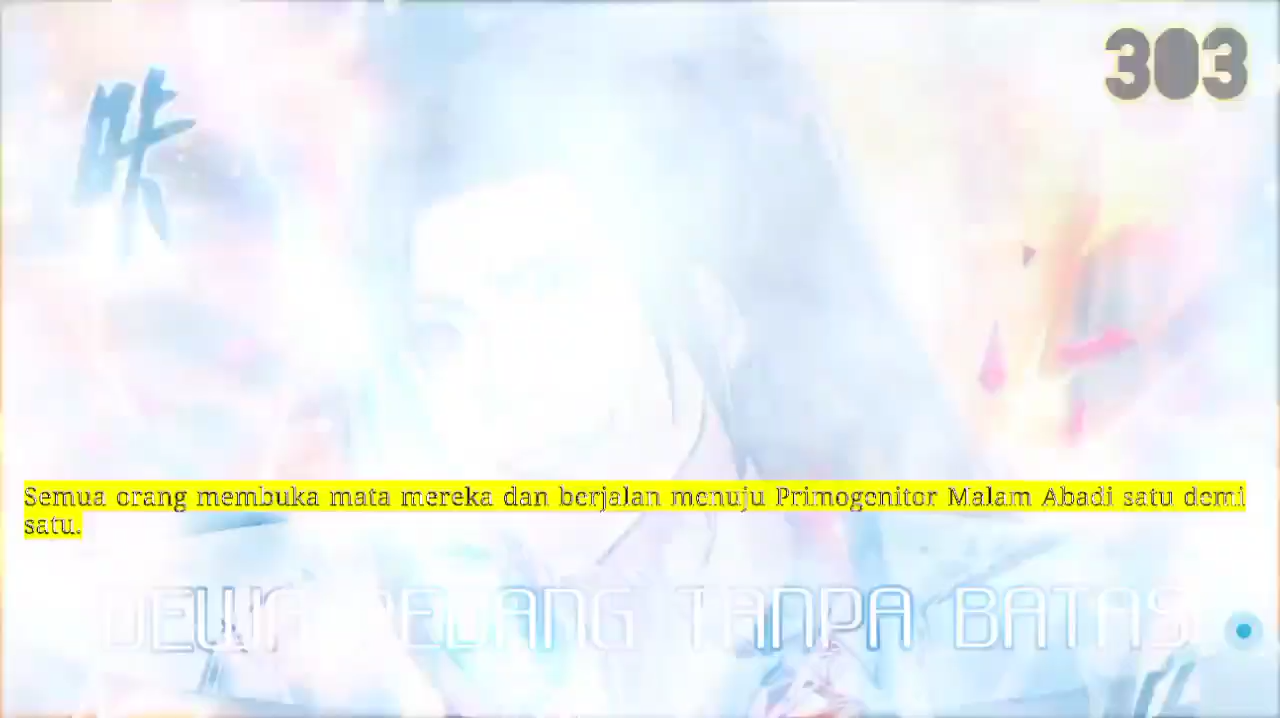 咔
303
Semua orang membuka mata mereka dan berjalan menuju Primogenitor Malam Abadi satu demi
satu.
DEWA PEDANG TANPA BATAS